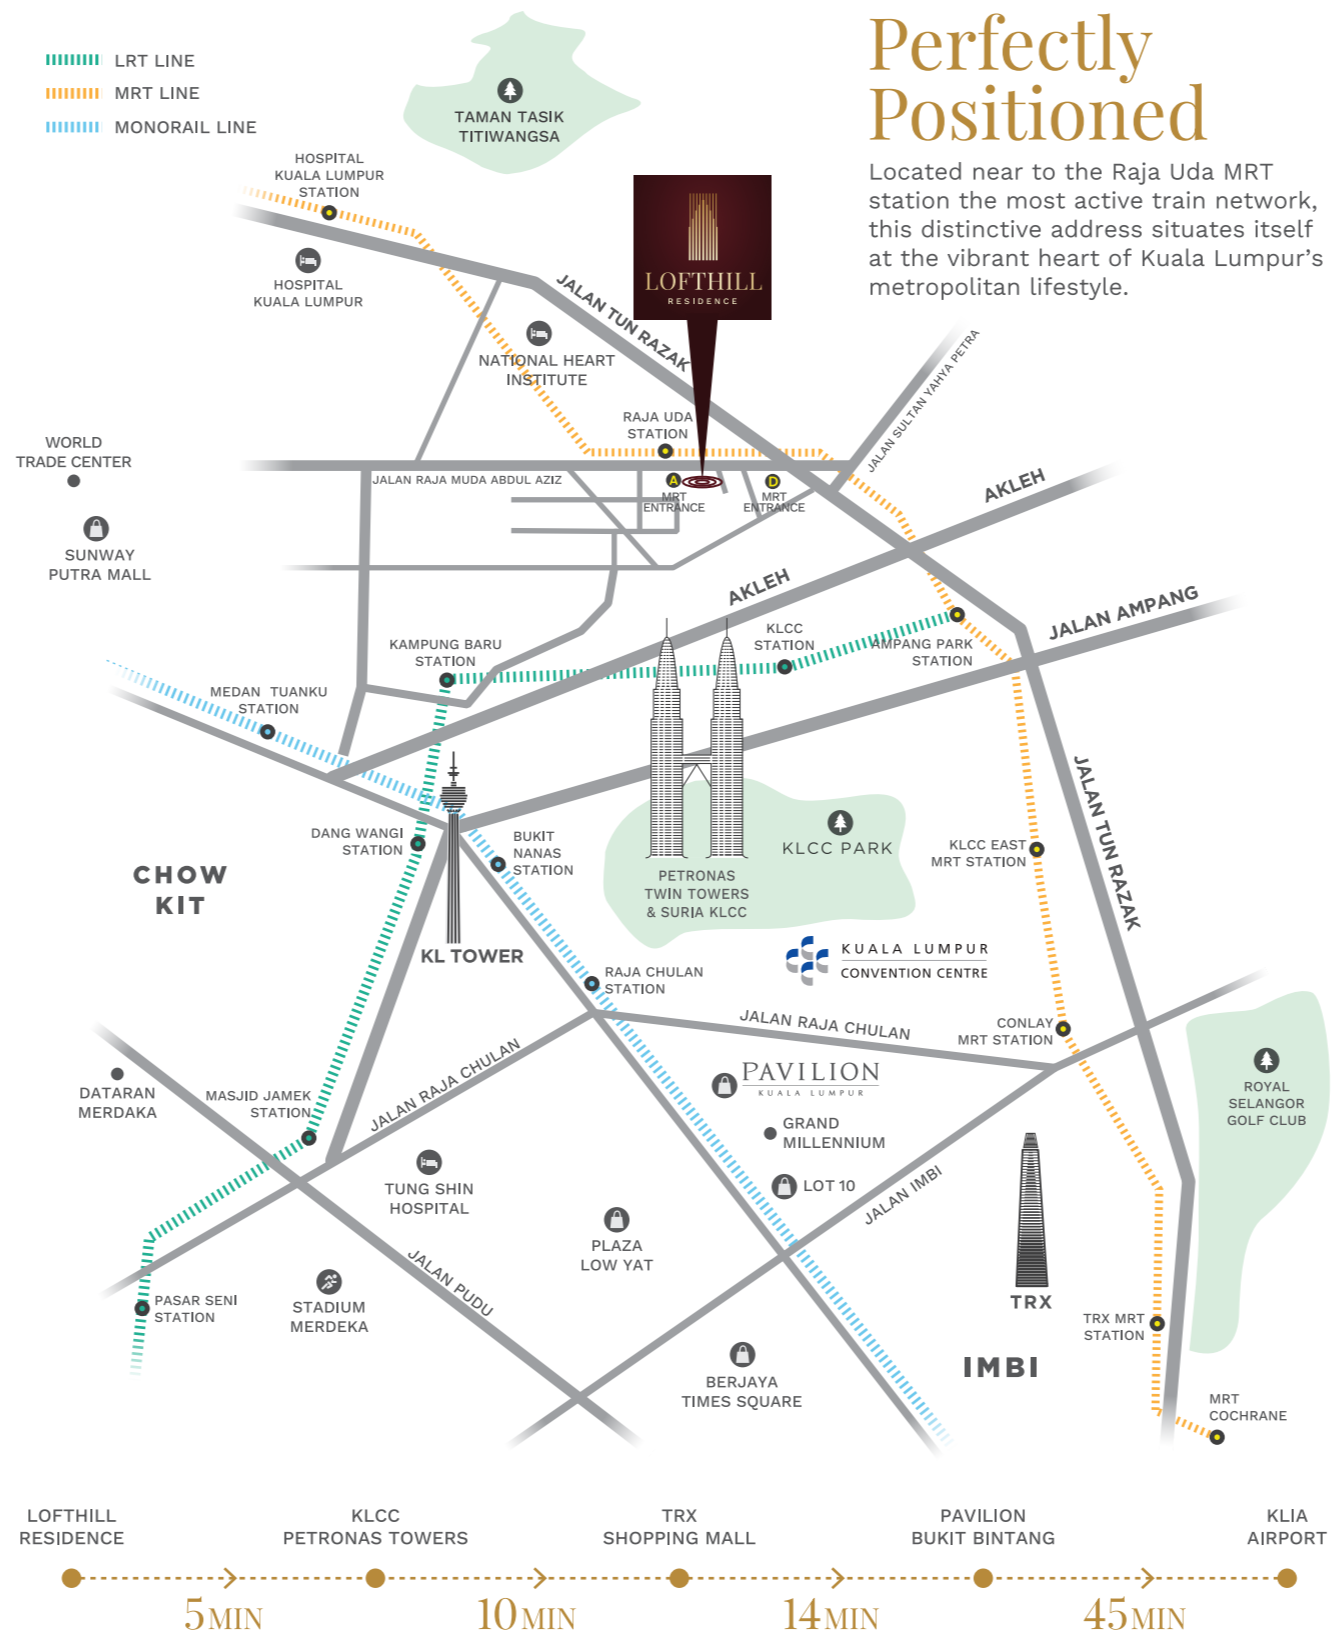 Perfectly
Positioned
Located near to the Raja Uda MRT
station the most active train network,
this distinctive address situates itself
at the vibrant heart of Kuala Lumpur’s
metropolitan lifestyle.
LRT LINE
MRT LINE
MONORAIL LINE
TAMAN TASIK
TITIWANGSA
HOSPITAL
KUALA LUMPUR
STATION
HOSPITAL
KUALA LUMPUR
LOFTHILL
RESIDENCE
JALAN TUN RAZAK
NATIONAL HEART
INSTITUTE
JALAN SULTAN YAHYA PETRA
RAJA UDA
STATION
WORLD
TRADE CENTER
JALAN RAJA MUDA ABDUL AZIZ
A
MRT
ENTRANCE
D
MRT
ENTRANCE
AKLEH
SUNWAY
PUTRA MALL
AKLEH
JALAN AMPANG
KAMPUNG BARU
STATION
KLCC
STATION
AMPANG PARK
STATION
MEDAN TUANKU
STATION
JALAN TUN RAZAK
DANG WANGI
STATION
BUKIT
NANAS
STATION
KLCC PARK
KLCC EAST
MRT STATION
CHOW
KIT
PETRONAS
TWIN TOWERS
& SURIA KLCC
KL TOWER
KUALA LUMPUR
CONVENTION CENTRE
RAJA CHULAN
STATION
JALAN RAJA CHULAN
CONLAY
MRT STATION
JALAN RAJA CHULAN
DATARAN
MERDAKA
MASJID JAMEK
STATION
PAVILION
KUALA LUMPUR
ROYAL
SELANGOR
GOLF CLUB
GRAND
MILLENNIUM
TUNG SHIN
HOSPITAL
LOT 10
JALAN IMBI
PLAZA
LOW YAT
JALAN PUDU
PASAR SENI
STATION
STADIUM
MERDEKA
TRX
TRX MRT
STATION
IMBI
BERJAYA
TIMES SQUARE
MRT
COCHRANE
LOFTHILL
RESIDENCE
KLCC
PETRONAS TOWERS
TRX
SHOPPING MALL
PAVILION
BUKIT BINTANG
KLIA
AIRPORT
5 MIN
10 MIN
14 MIN
45 MIN